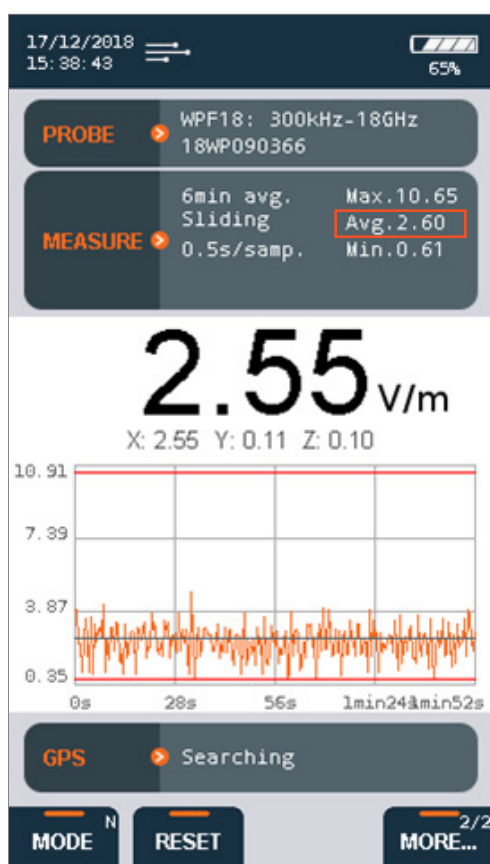 17/12/2018
15:38:43
65%
PROBE
WPF18: 300kHz-18GHz
18WP090366
MEASURE
6min avg. Max.10.65
Sliding Avg.2.60
0.5s/samp. Min.0.61
2.55 V/m
X: 2.55 Y: 0.11 Z: 0.10
10.91
7.39
3.87
0.35
0s 28s 56s 1min24s 1min52s
GPS Searching
MODE N RESET MORE... 2/2